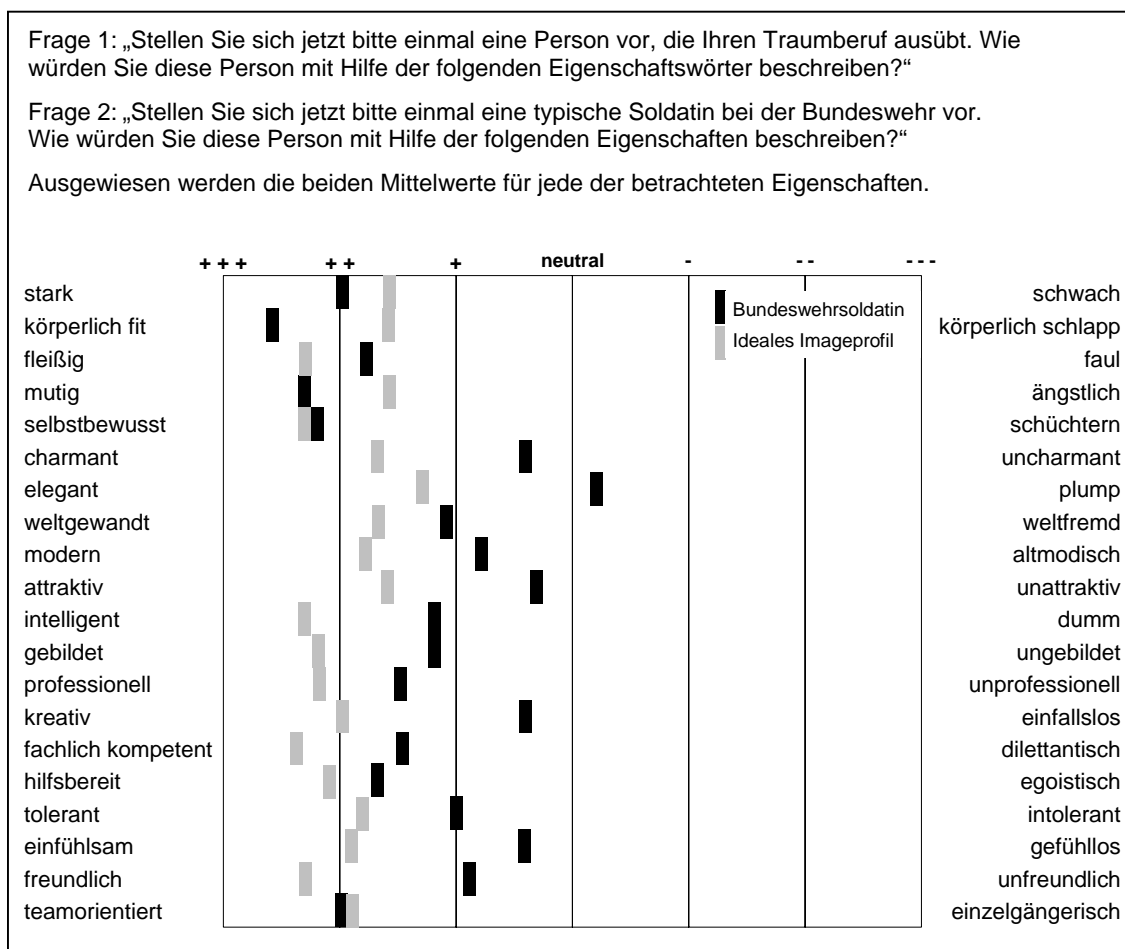 Frage 1: „Stellen Sie sich jetzt bitte einmal eine Person vor, die Ihren Traumberuf ausübt. Wie
würden Sie diese Person mit Hilfe der folgenden Eigenschaftswörter beschreiben?“
Frage 2: „Stellen Sie sich jetzt bitte einmal eine typische Soldatin bei der Bundeswehr vor.
Wie würden Sie diese Person mit Hilfe der folgenden Eigenschaften beschreiben?“
Ausgewiesen werden die beiden Mittelwerte für jede der betrachteten Eigenschaften.
+ + + + + + neutral - - - - - -
stark schwach
Bundeswehrsoldatin
körperlich fit körperlich schlapp
Ideales Imageprofil
fleißig faul
mutig ängstlich
selbstbewusst schüchtern
charmant uncharmant
elegant plump
weltgewandt weltfremd
modern altmodisch
attraktiv unattraktiv
intelligent dumm
gebildet ungebildet
professionell unprofessionell
kreativ einfallslos
fachlich kompetent dilettantisch
hilfsbereit egoistisch
tolerant intolerant
einfühlsam gefühllos
freundlich unfreundlich
teamorientiert einzelgängerisch